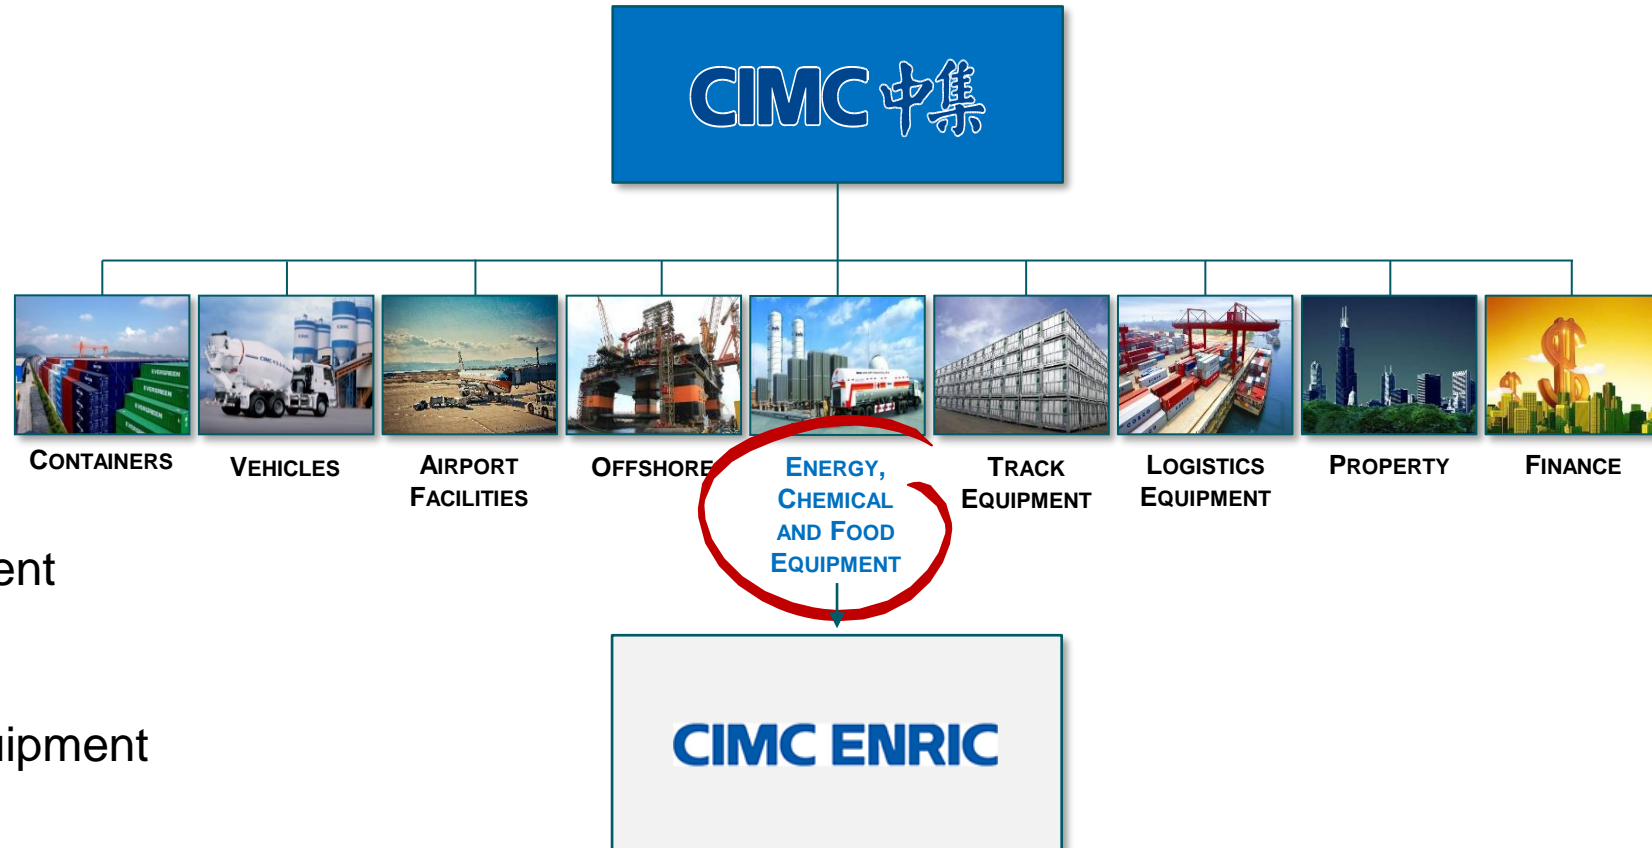 CIMC 中集
CONTAINERS
VEHICLES
AIRPORT
FACILITIES
OFFSHORE
ENERGY,
CHEMICAL
AND FOOD
EQUIPMENT
TRACK
EQUIPMENT
LOGISTICS
EQUIPMENT
PROPERTY
FINANCE
ent
uipment
CIMC ENRIC